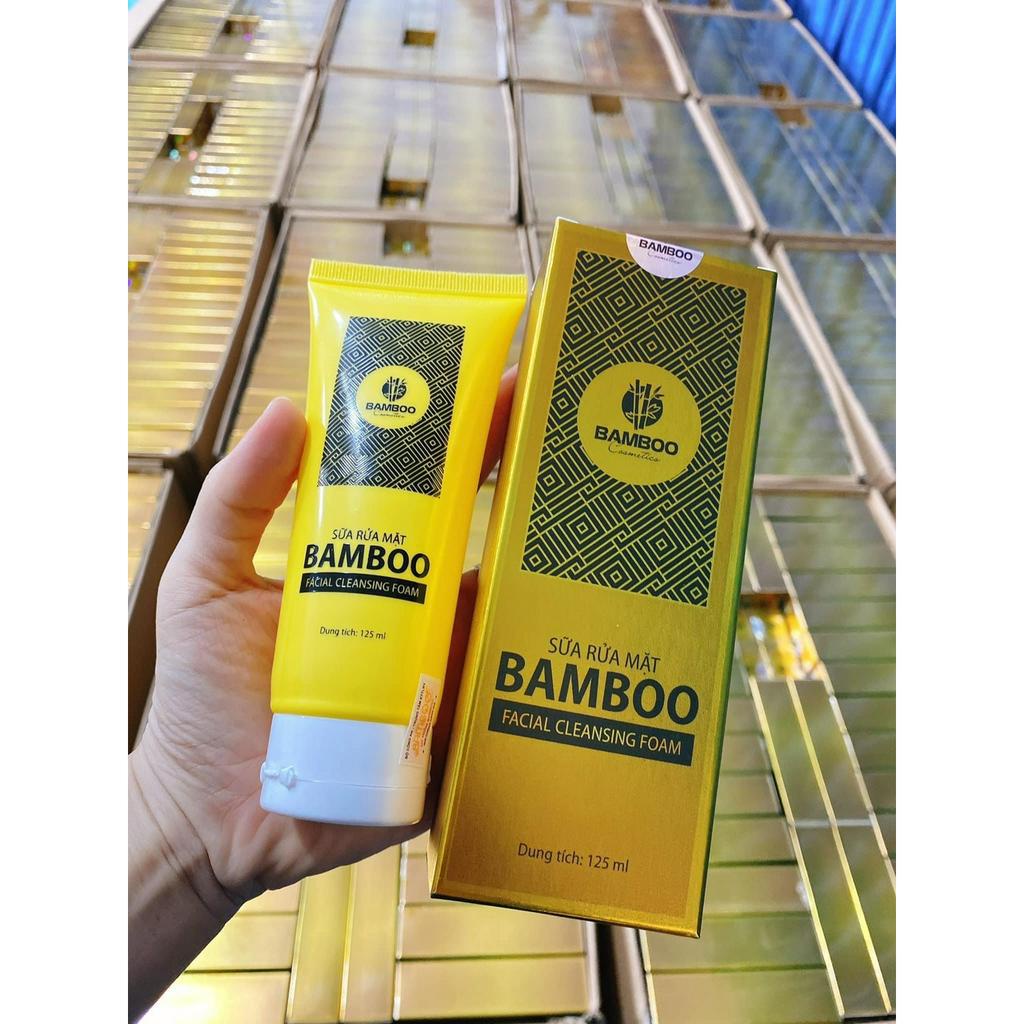 BAMBOO
Cosmetics
SỮA RỬA MẶT
BAMBOO
FACIAL CLEANSING FOAM
Dung tích: 125 ml
BAMBOO
Cosmetics
BAMBOO
Cosmetics
SỮA RỬA MẶT
BAMBOO
FACIAL CLEANSING FOAM
Dung tích: 125 ml